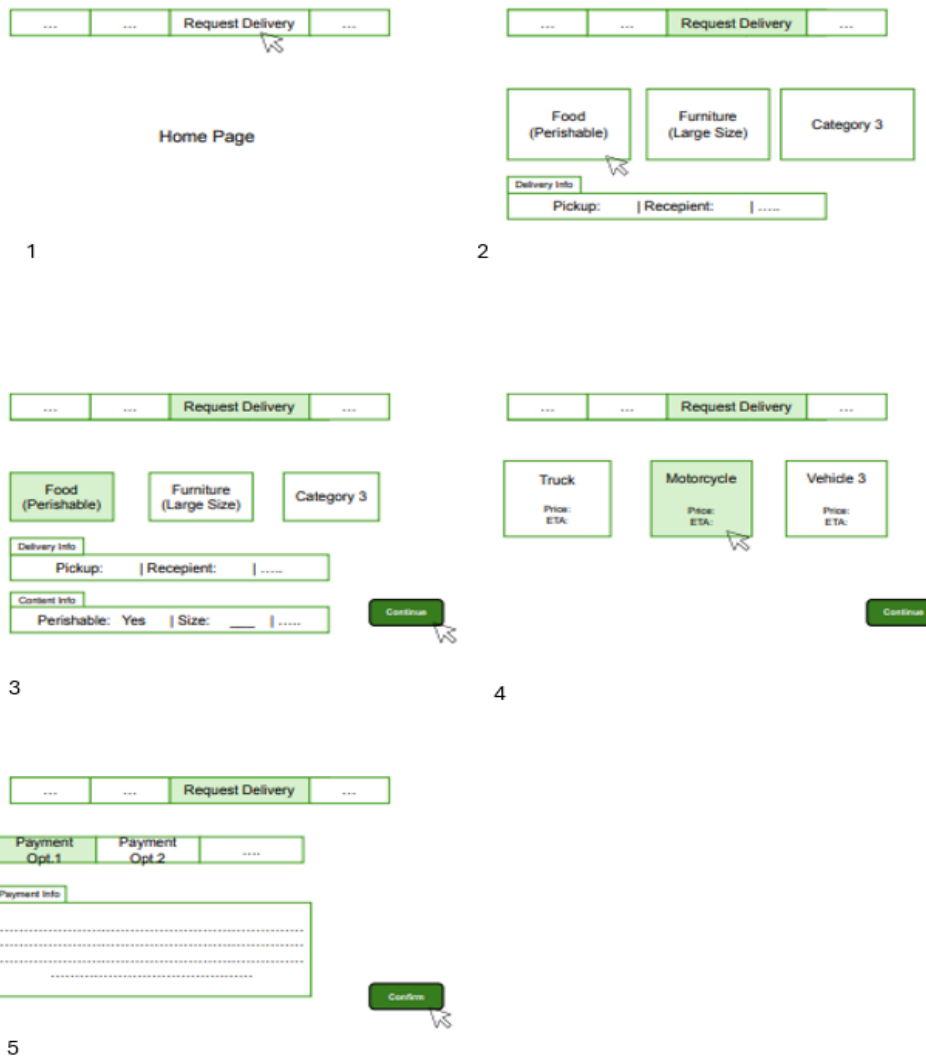 ... ... Request Delivery ...
Home Page
1
... ... Request Delivery ...
Food
(Perishable)
Furniture
(Large Size)
Category 3
Delivery Info
Pickup: | Recepient: | .....
2
... ... Request Delivery ...
Food
(Perishable)
Furniture
(Large Size)
Category 3
Delivery Info
Pickup: | Recepient: | .....
Content Info
Perishable: Yes | Size: ___ | .....
Continue
3
... ... Request Delivery ...
Truck
Price:
ETA:
Motorcycle
Price:
ETA:
Vehicle 3
Price:
ETA:
Continue
4
... ... Request Delivery ...
Payment
Opt.1
Payment
Opt.2
....
Payment Info
Confirm
5